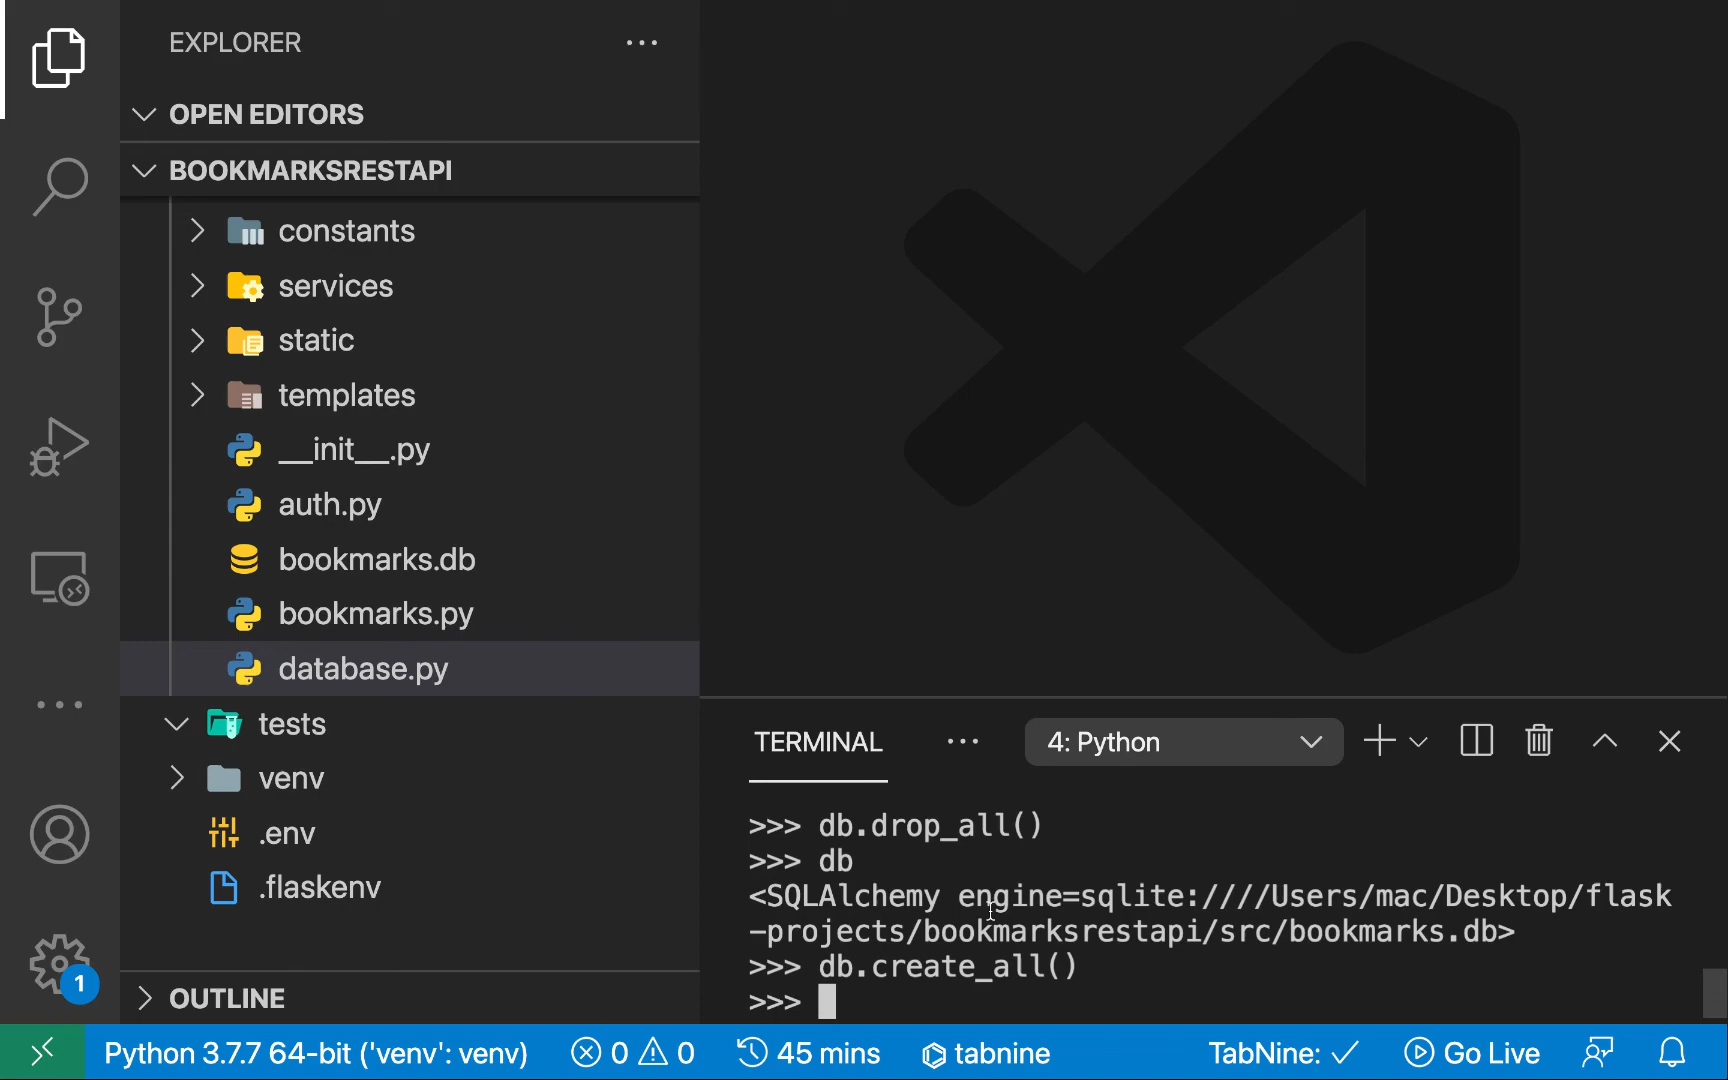 EXPLORER
OPEN EDITORS
BOOKMARKSRESTAPI
constants
services
static
templates
__init__.py
auth.py
bookmarks.db
bookmarks.py
database.py
tests
venv
.env
.flaskenv
OUTLINE
TERMINAL
4: Python
>>> db.drop_all()
>>> db
<SQLAlchemy engine=sqlite:////Users/mac/Desktop/flask
-projects/bookmarksrestapi/src/bookmarks.db>
>>> db.create_all()
>>>
1
Python 3.7.7 64-bit ('venv': venv) 0 0 45 mins tabnine TabNine: ✓ Go Live